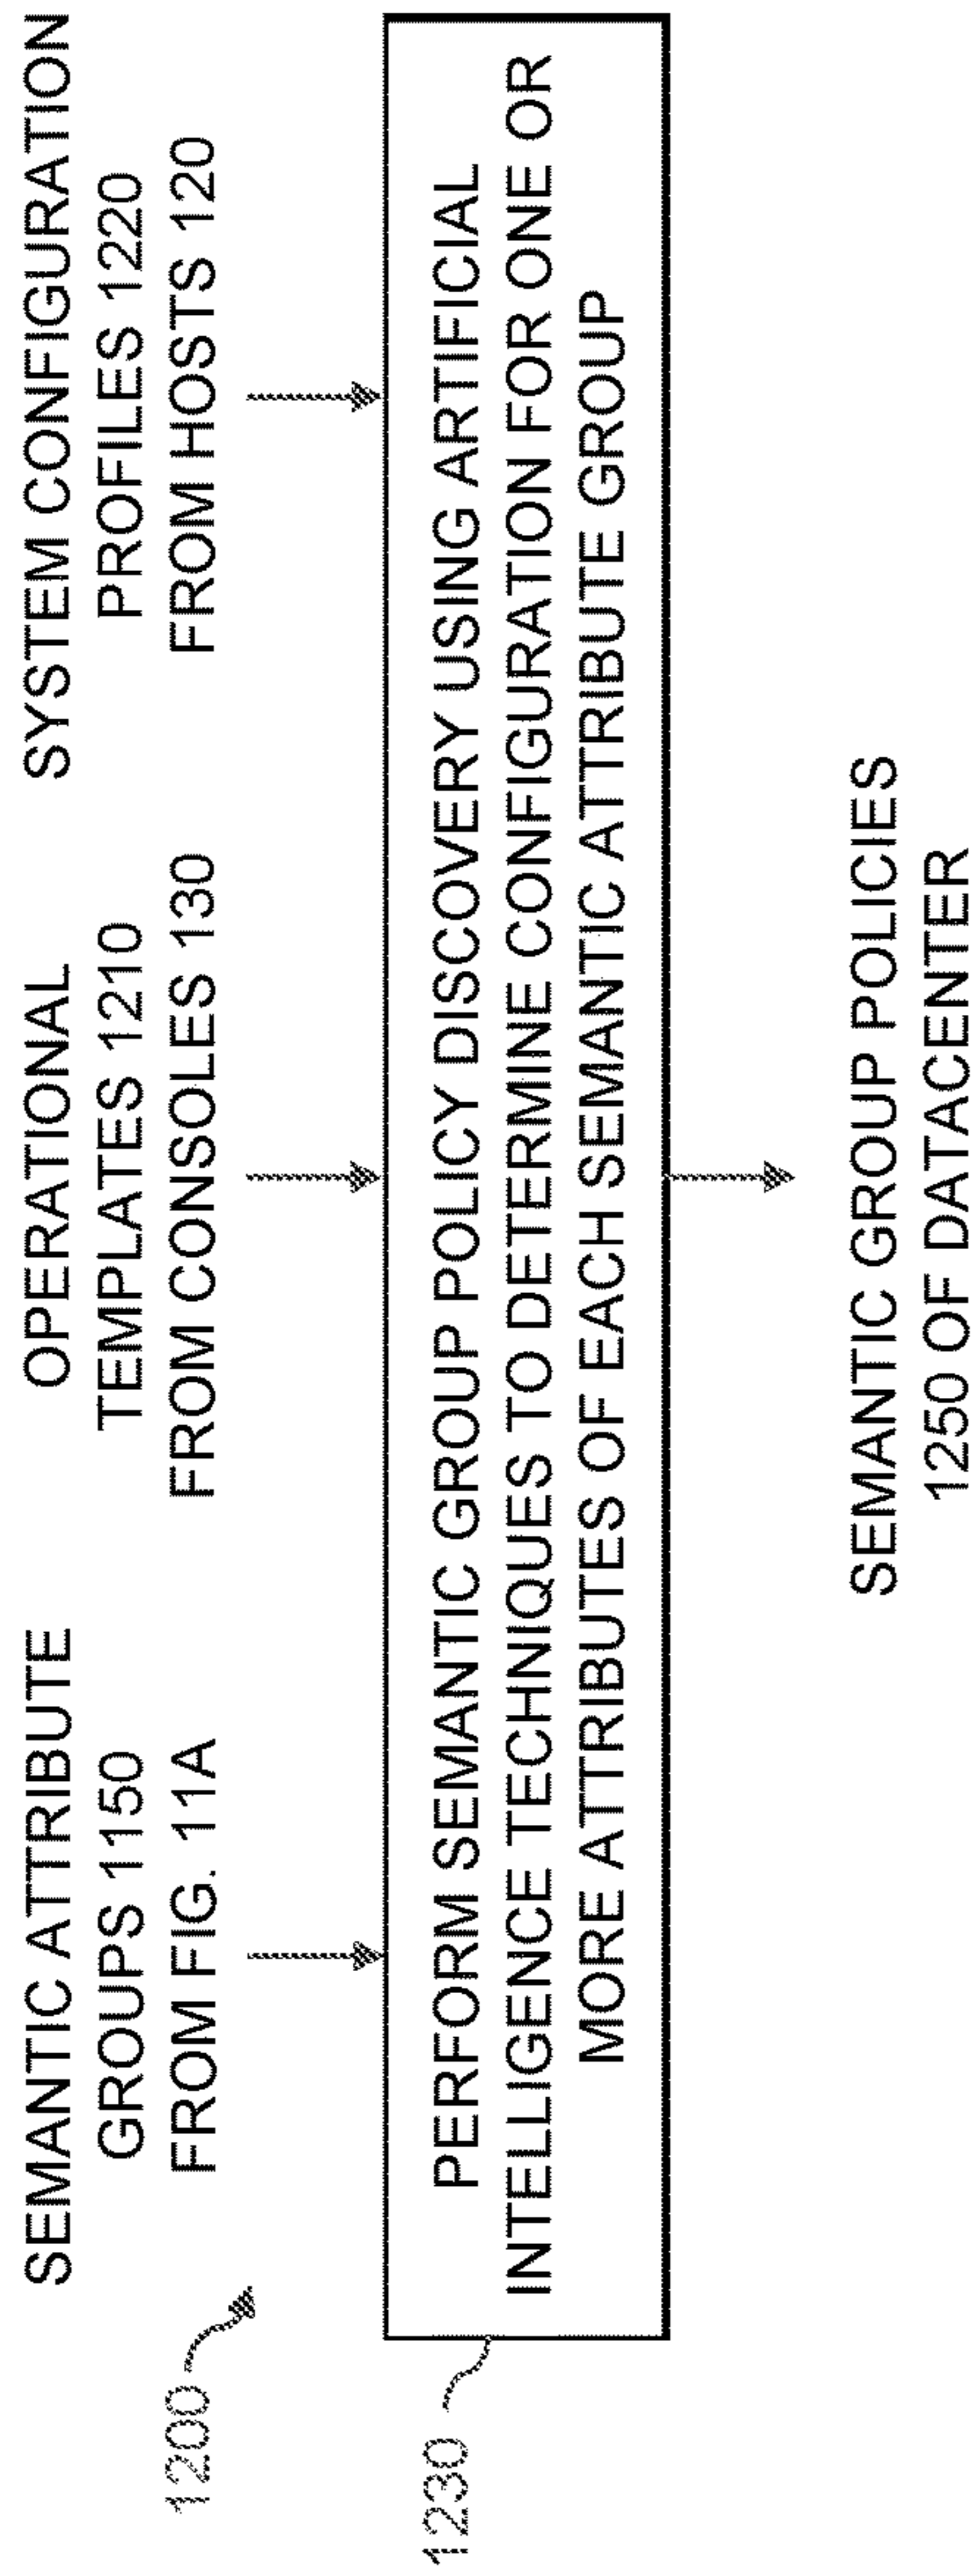 SEMANTIC ATTRIBUTE
GROUPS 1150
FROM FIG. 11A
OPERATIONAL
TEMPLATES 1210
FROM CONSOLES 130
SYSTEM CONFIGURATION
PROFILES 1220
FROM HOSTS 120
1200
1230
PERFORM SEMANTIC GROUP POLICY DISCOVERY USING ARTIFICIAL
INTELLIGENCE TECHNIQUES TO DETERMINE CONFIGURATION FOR ONE OR
MORE ATTRIBUTES OF EACH SEMANTIC ATTRIBUTE GROUP
SEMANTIC GROUP POLICIES
1250 OF DATACENTER